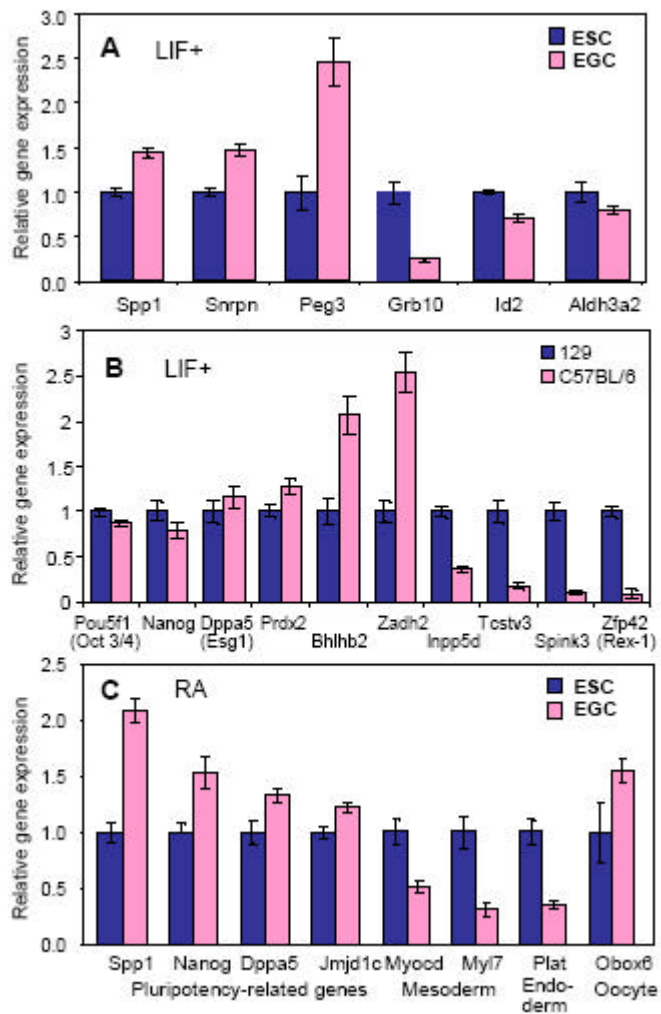 A LIF+
ESC
EGC
Relative gene expression
3.0
2.5
2.0
1.5
1.0
0.5
0.0
Spp1 Snrpn Peg3 Grb10 Id2 Aldh3a2
B LIF+
129
C57BL/6
Relative gene expression
3
2.5
2
1.5
1
0.5
0
Pou5f1 Nanog Dppa5 Prdx2 Zadh2 Tcstv3 Zfp42
(Oct 3/4) (Esg1) Bhlhb2 Inpp5d Spink3 (Rex-1)
C RA
ESC
EGC
Relative gene expression
2.5
2.0
1.5
1.0
0.5
0.0
Spp1 Nanog Dppa5 Jmjd1c Myocd Myl7 Plat Obox6
Pluripotency-related genes Mesoderm Endo- Oocyte
derm